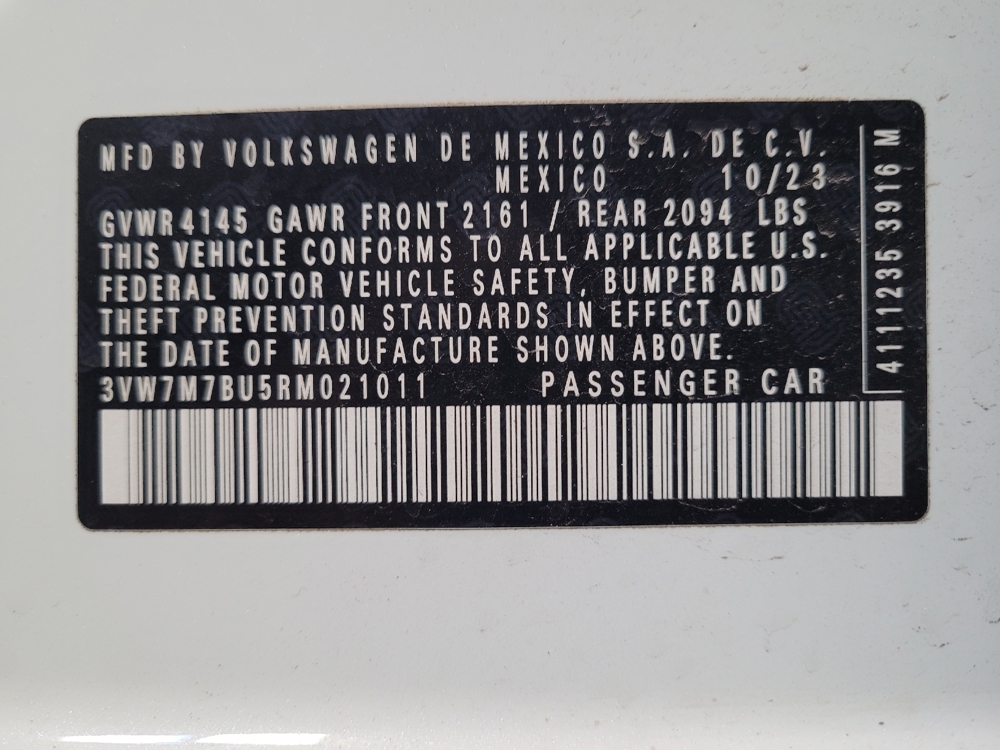 MFD BY VOLKSWAGEN DE MEXICO S.A. DE C.V.
MEXICO 10/23
GVWR 4145 GAWR FRONT 2161 / REAR 2094 LBS
THIS VEHICLE CONFORMS TO ALL APPLICABLE U.S.
FEDERAL MOTOR VEHICLE SAFETY, BUMPER AND
THEFT PREVENTION STANDARDS IN EFFECT ON
THE DATE OF MANUFACTURE SHOWN ABOVE.
3VW7M7BU5RM021011 PASSENGER CAR
4111235 3916 M